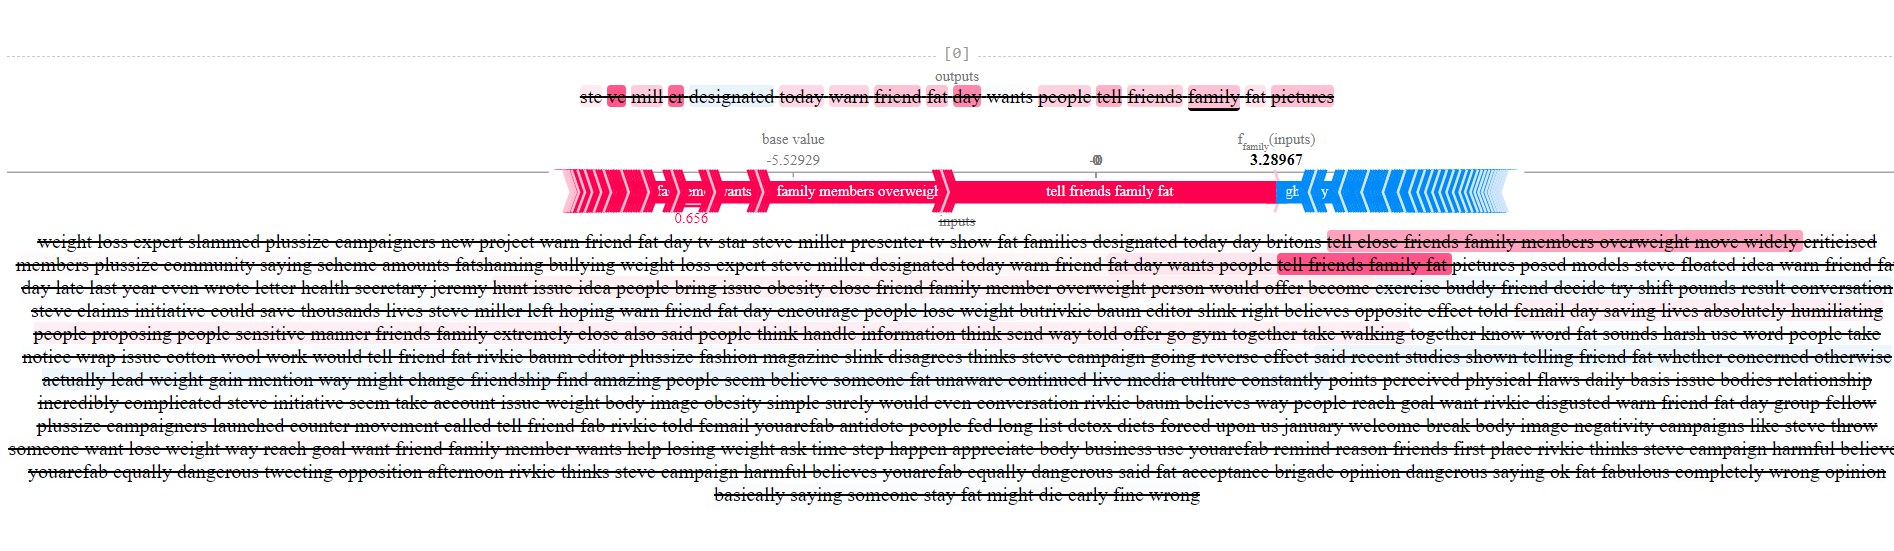 [0]
outputs
ste ve mill er designated today warn friend fat day wants people tell friends family fat pictures
base value
f family(inputs)
-5.52929
3.28967
family members overweigh
tell friends family fat
y
0.656
inputs
weight loss expert slammed plussize campaigners new project warn friend fat day tv star steve miller presenter tv show fat families designated today day britons tell close friends family members overweight move widely criticised
members plussize community saying scheme amounts fatshaming bullying weight loss expert steve miller designated today warn friend fat day wants people tell friends family fat pictures posed models steve floated idea warn friend fat
day late last year even wrote letter health secretary jeremy hunt issue idea people bring issue obesity close friend family member overweight person would offer become exercise buddy friend decide try shift pounds result conversation
steve claims initiative could save thousands lives steve miller left hoping warn friend fat day encourage people lose weight butrivkie baum editor slink right believes opposite effect told femail day saving lives absolutely humiliating
people proposing people sensitive manner friends family extremely close also said people think handle information think send way told offer go gym together take walking together know word fat sounds harsh use word people take
notice wrap issue cotton wool work would tell friend fat rivkie baum editor plussize fashion magazine slink disagrees thinks steve campaign going reverse effect said recent studies shown telling friend fat whether concerned otherwise
actually lead weight gain mention way might change friendship find amazing people seem believe someone fat unaware continued live media culture constantly points perceived physical flaws daily basis issue bodies relationship
incredibly complicated steve initiative seem take account issue weight body image obesity simple surely would even conversation rivkie baum believes way people reach goal want rivkie disgusted warn friend fat day group fellow
plussize campaigners launched counter movement called tell friend fab rivkie told femail youarefab antidote people fed long list detox diets forced upon us january welcome break body image negativity campaigns like steve throw
someone want lose weight way reach goal want friend family member wants help losing weight ask time step happen appreciate body business use youarefab remind reason friends first place rivkie thinks steve campaign harmful believe
youarefab equally dangerous tweeting opposition afternoon rivkie thinks steve campaign harmful believes youarefab equally dangerous said fat acceptance brigade opinion dangerous saying ok fat fabulous completely wrong opinion
basically saying someone stay fat might die early fine wrong